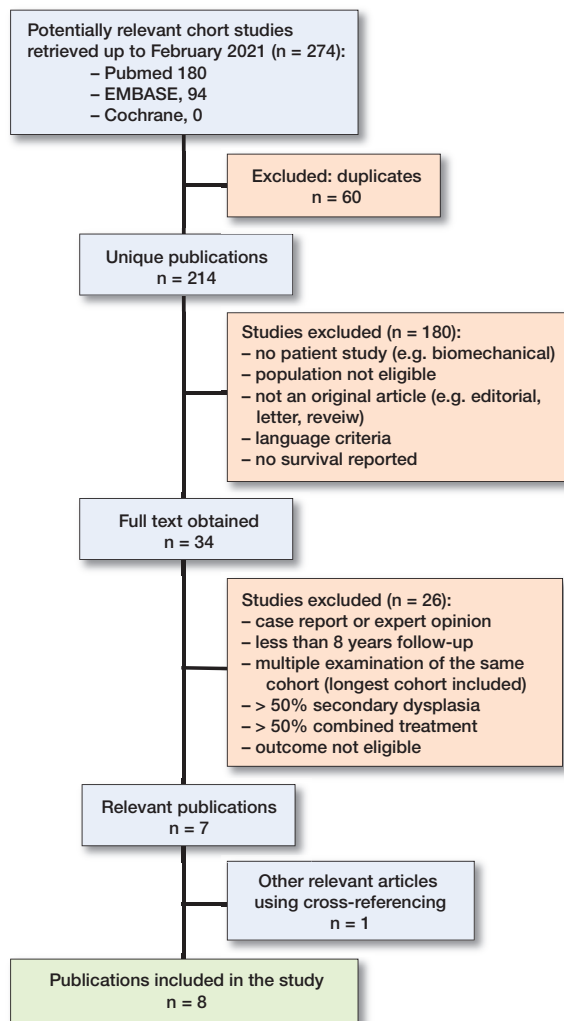 Potentially relevant chort studies
retrieved up to February 2021 (n = 274):
– Pubmed 180
– EMBASE, 94
– Cochrane, 0
Excluded: duplicates
n = 60
Unique publications
n = 214
Studies excluded (n = 180):
– no patient study (e.g. biomechanical)
– population not eligible
– not an original article (e.g. editorial,
letter, reveiw)
– language criteria
– no survival reported
Full text obtained
n = 34
Studies excluded (n = 26):
– case report or expert opinion
– less than 8 years follow-up
– multiple examination of the same
cohort (longest cohort included)
– > 50% secondary dysplasia
– > 50% combined treatment
– outcome not eligible
Relevant publications
n = 7
Other relevant articles
using cross-referencing
n = 1
Publications included in the study
n = 8